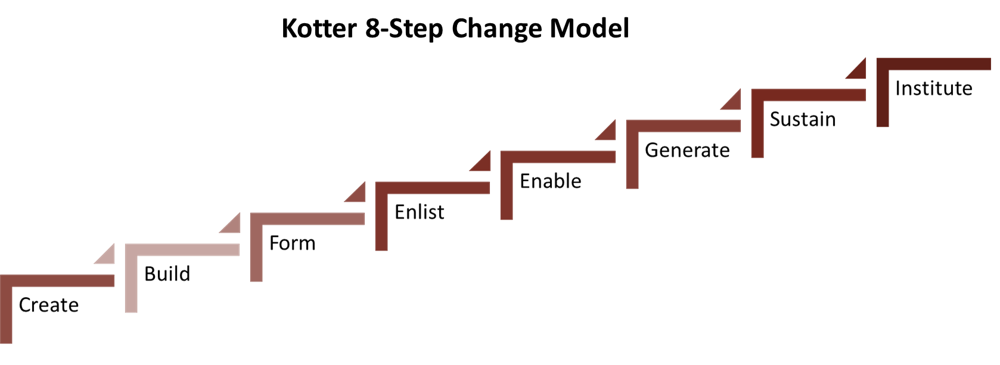 Kotter 8-Step Change Model
Create
Build
Form
Enlist
Enable
Generate
Sustain
Institute